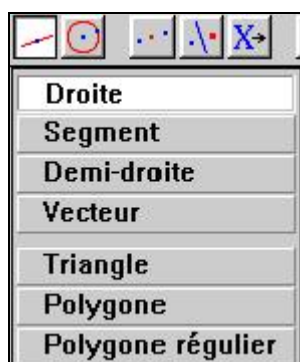 X
Droite
Segment
Demi-droite
Vecteur
Triangle
Polygone
Polygone régulier